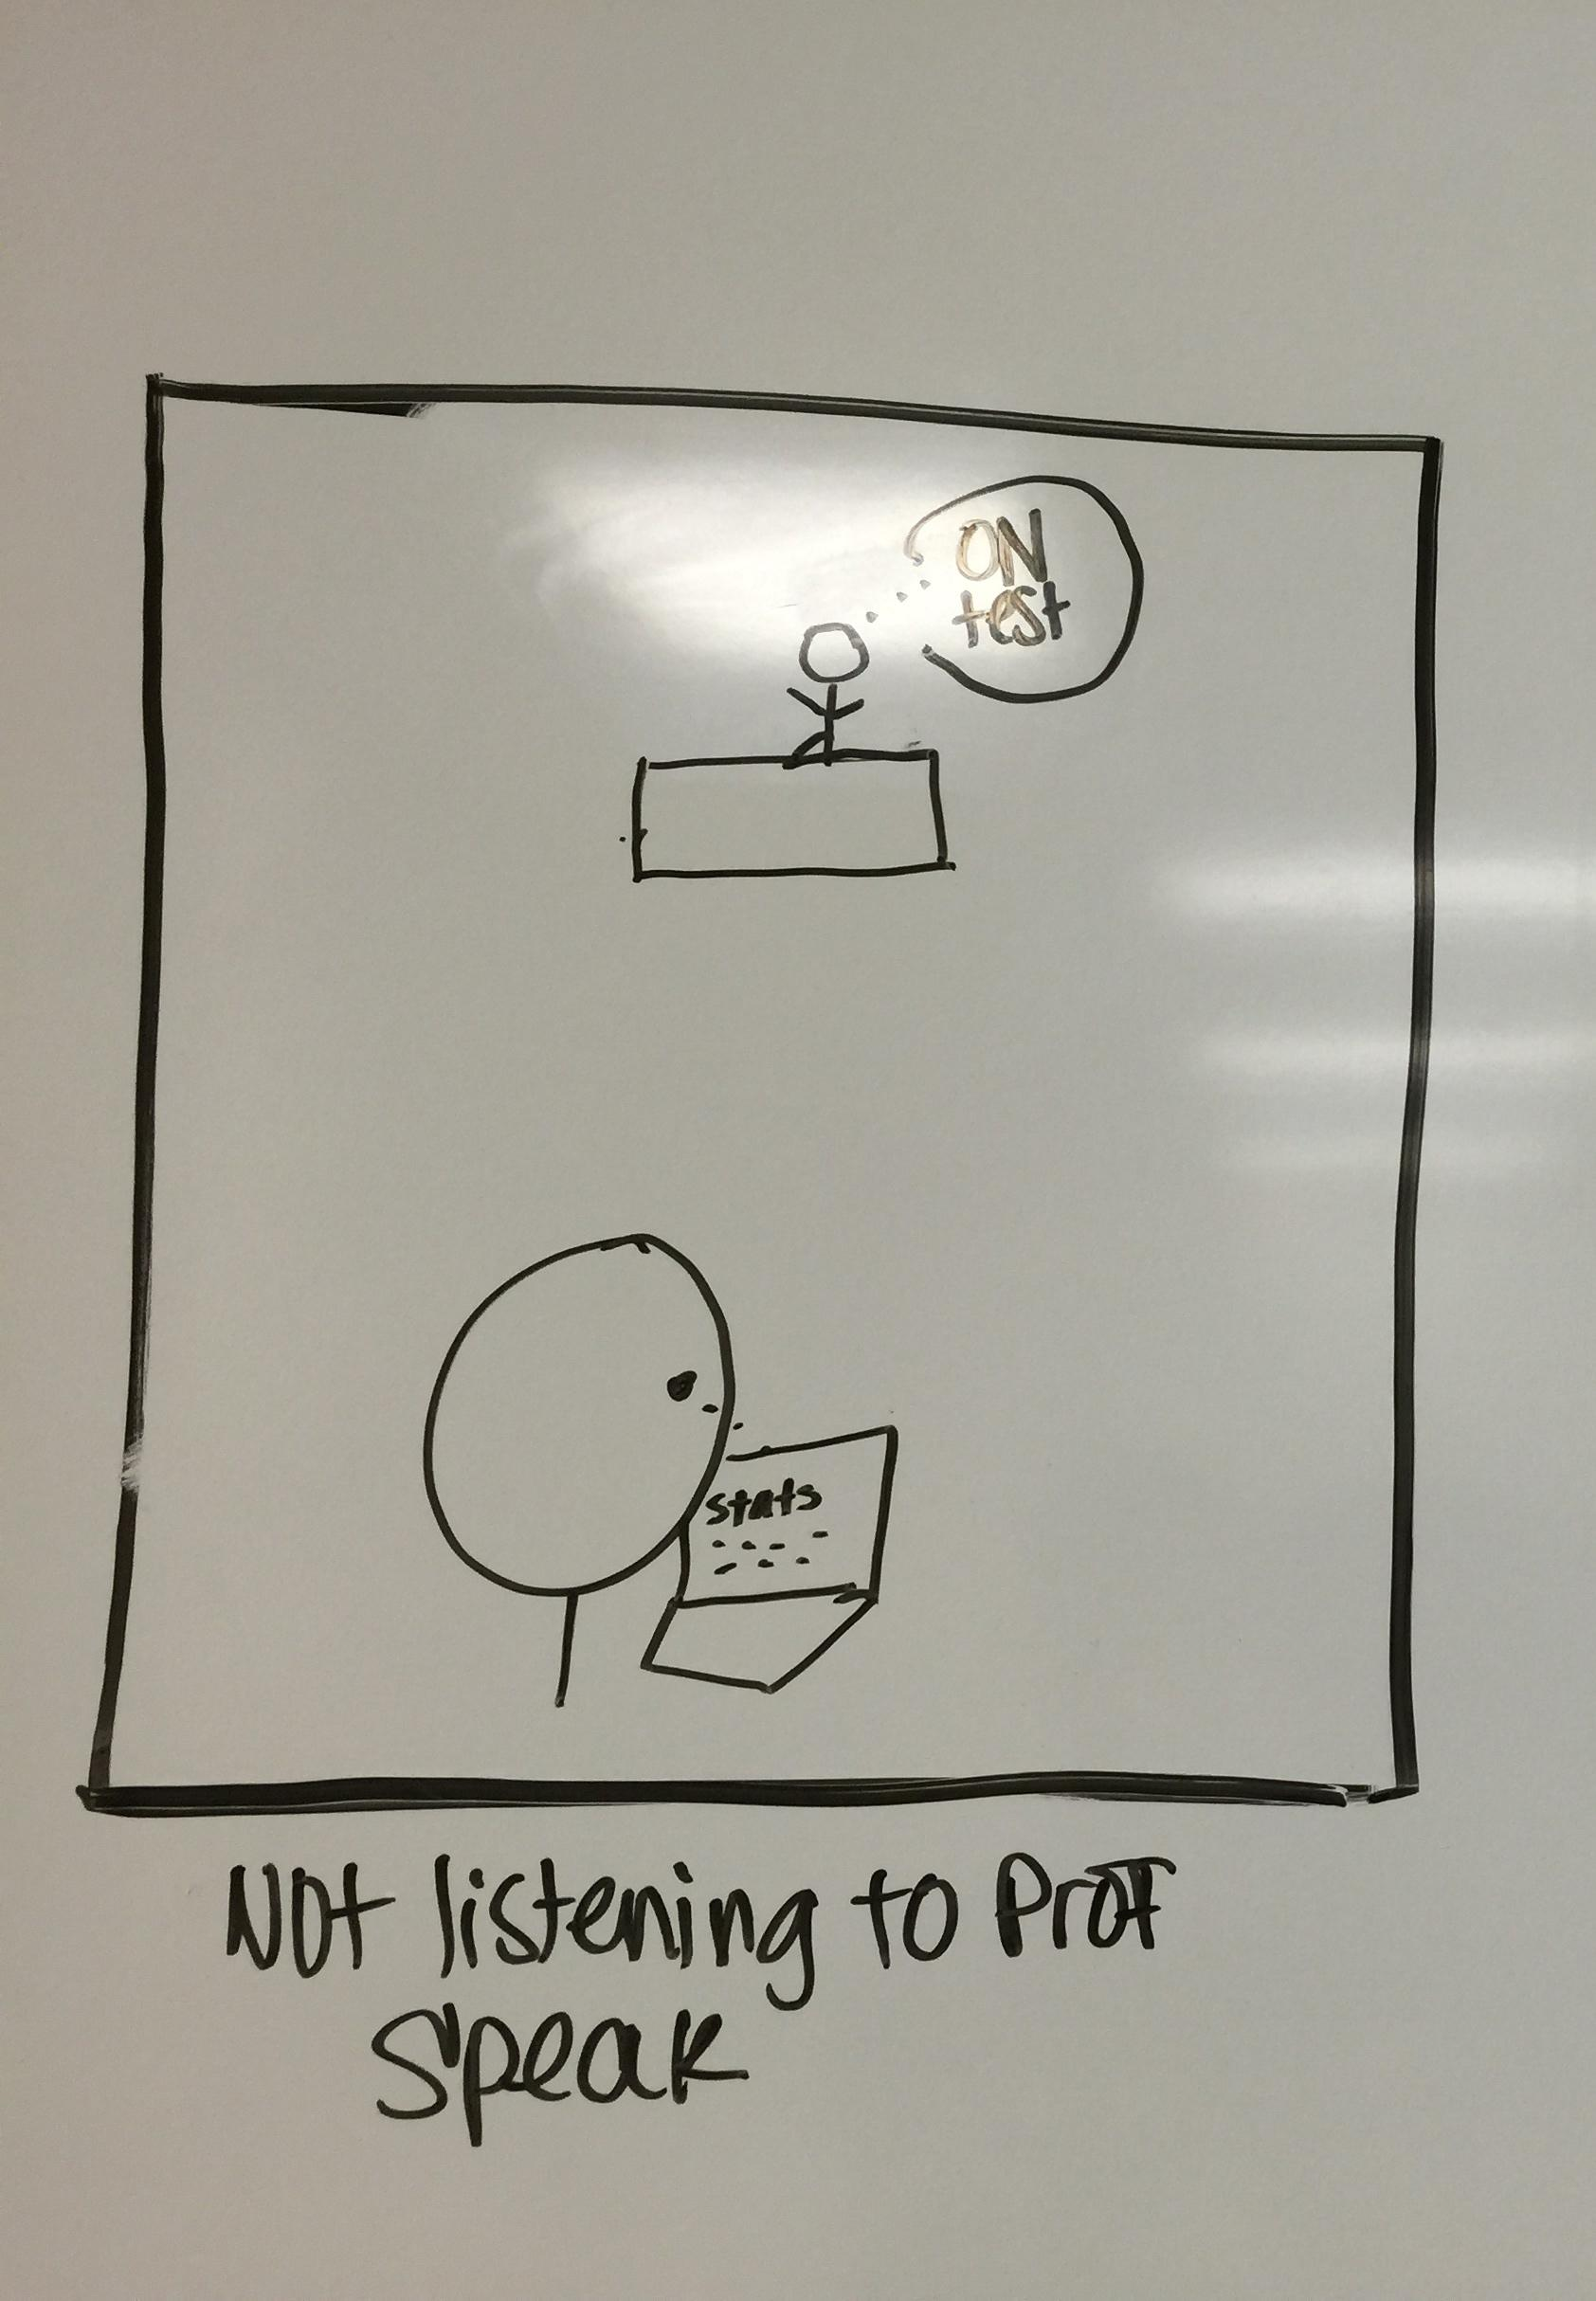 ON
test
stats
Not listening to Prof
Speak